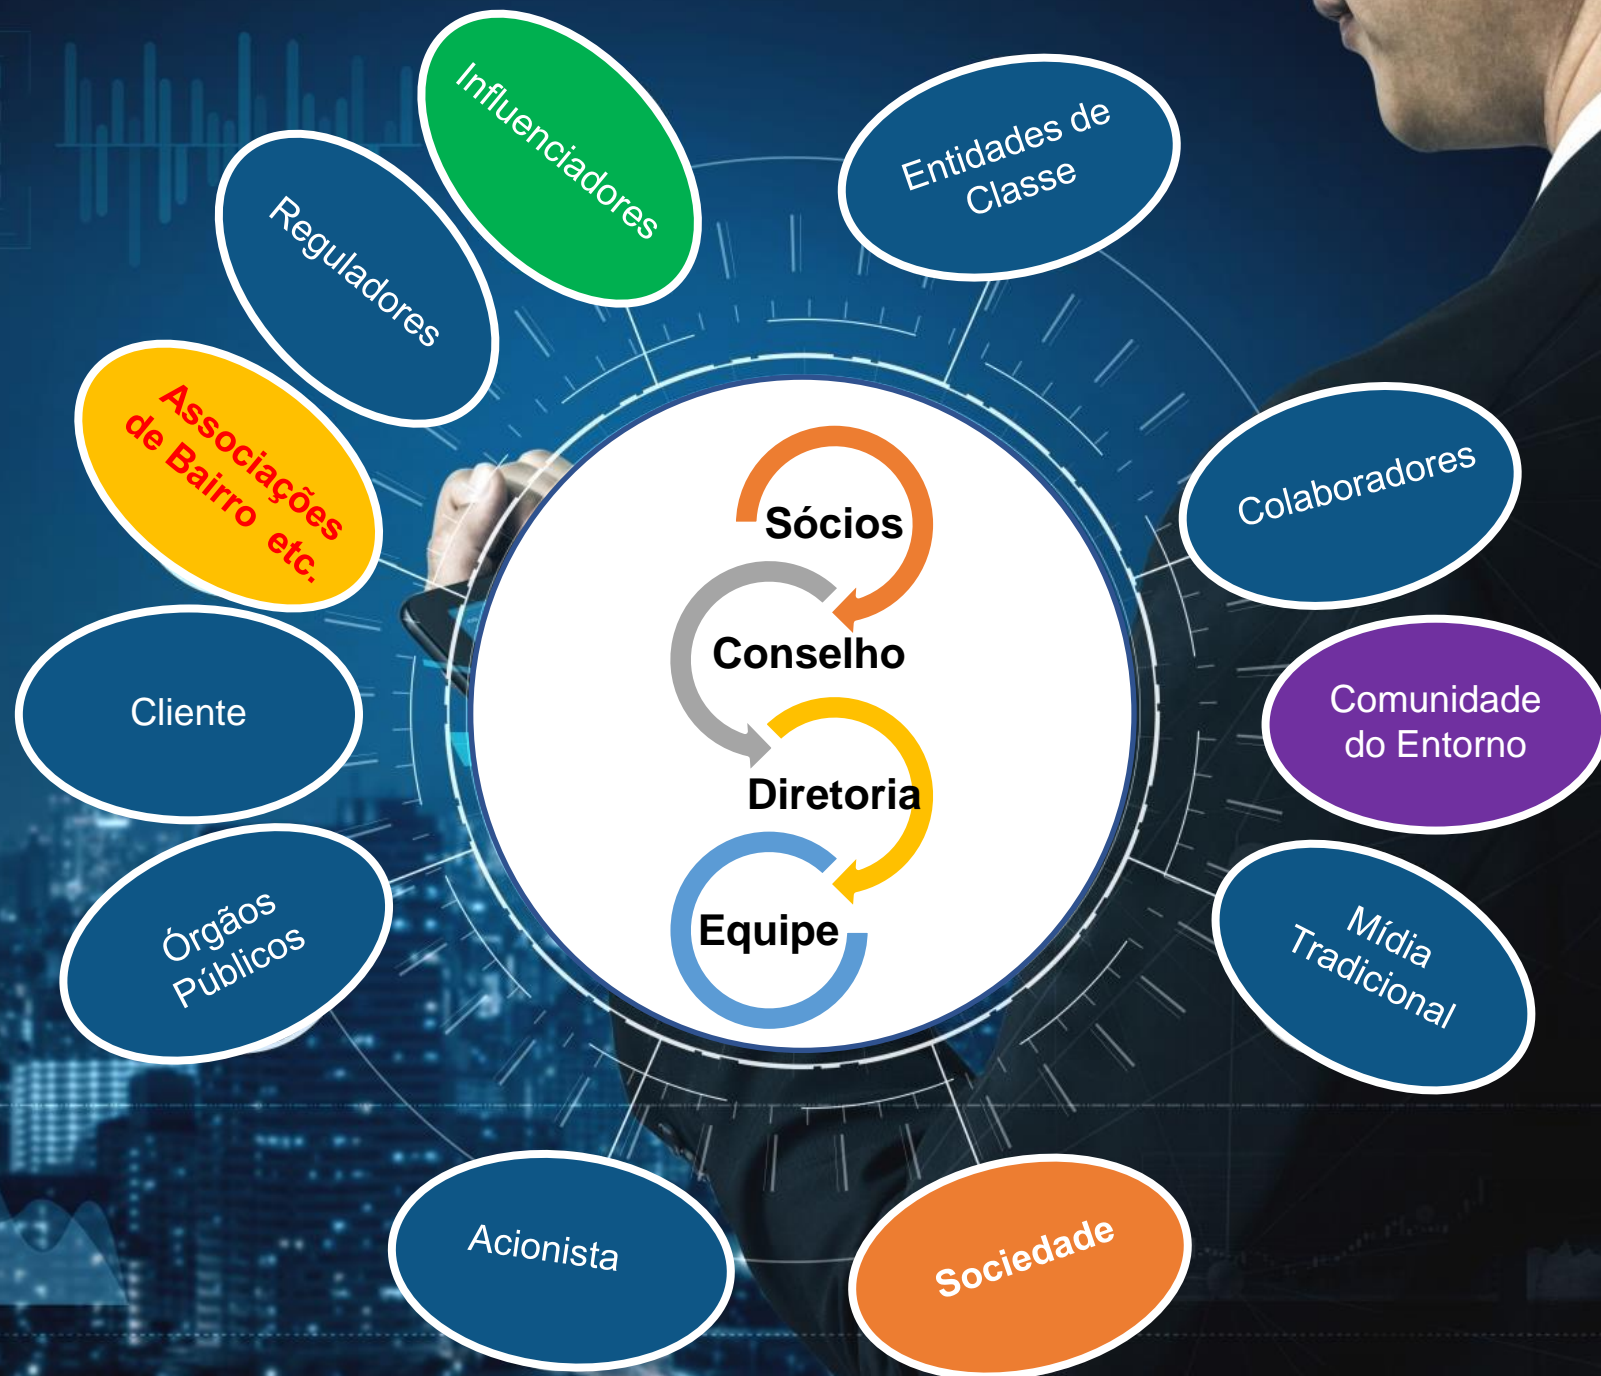 Influenciadores
Entidades de
Classe
Reguladores
Associações
de Bairro etc.
Colaboradores
Sócios
Conselho
Cliente
Comunidade
do Entorno
Diretoria
Órgãos
Públicos
Equipe
Mídia
Tradicional
Acionista
Sociedade